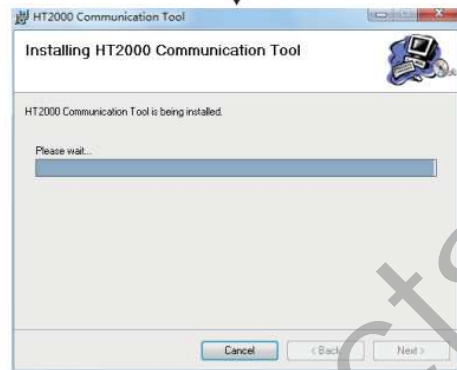 HT2000 Communication Tool
Installing HT2000 Communication Tool
HT2000 Communication Tool is being installed.
Please wait...
Cancel
< Back
Next >